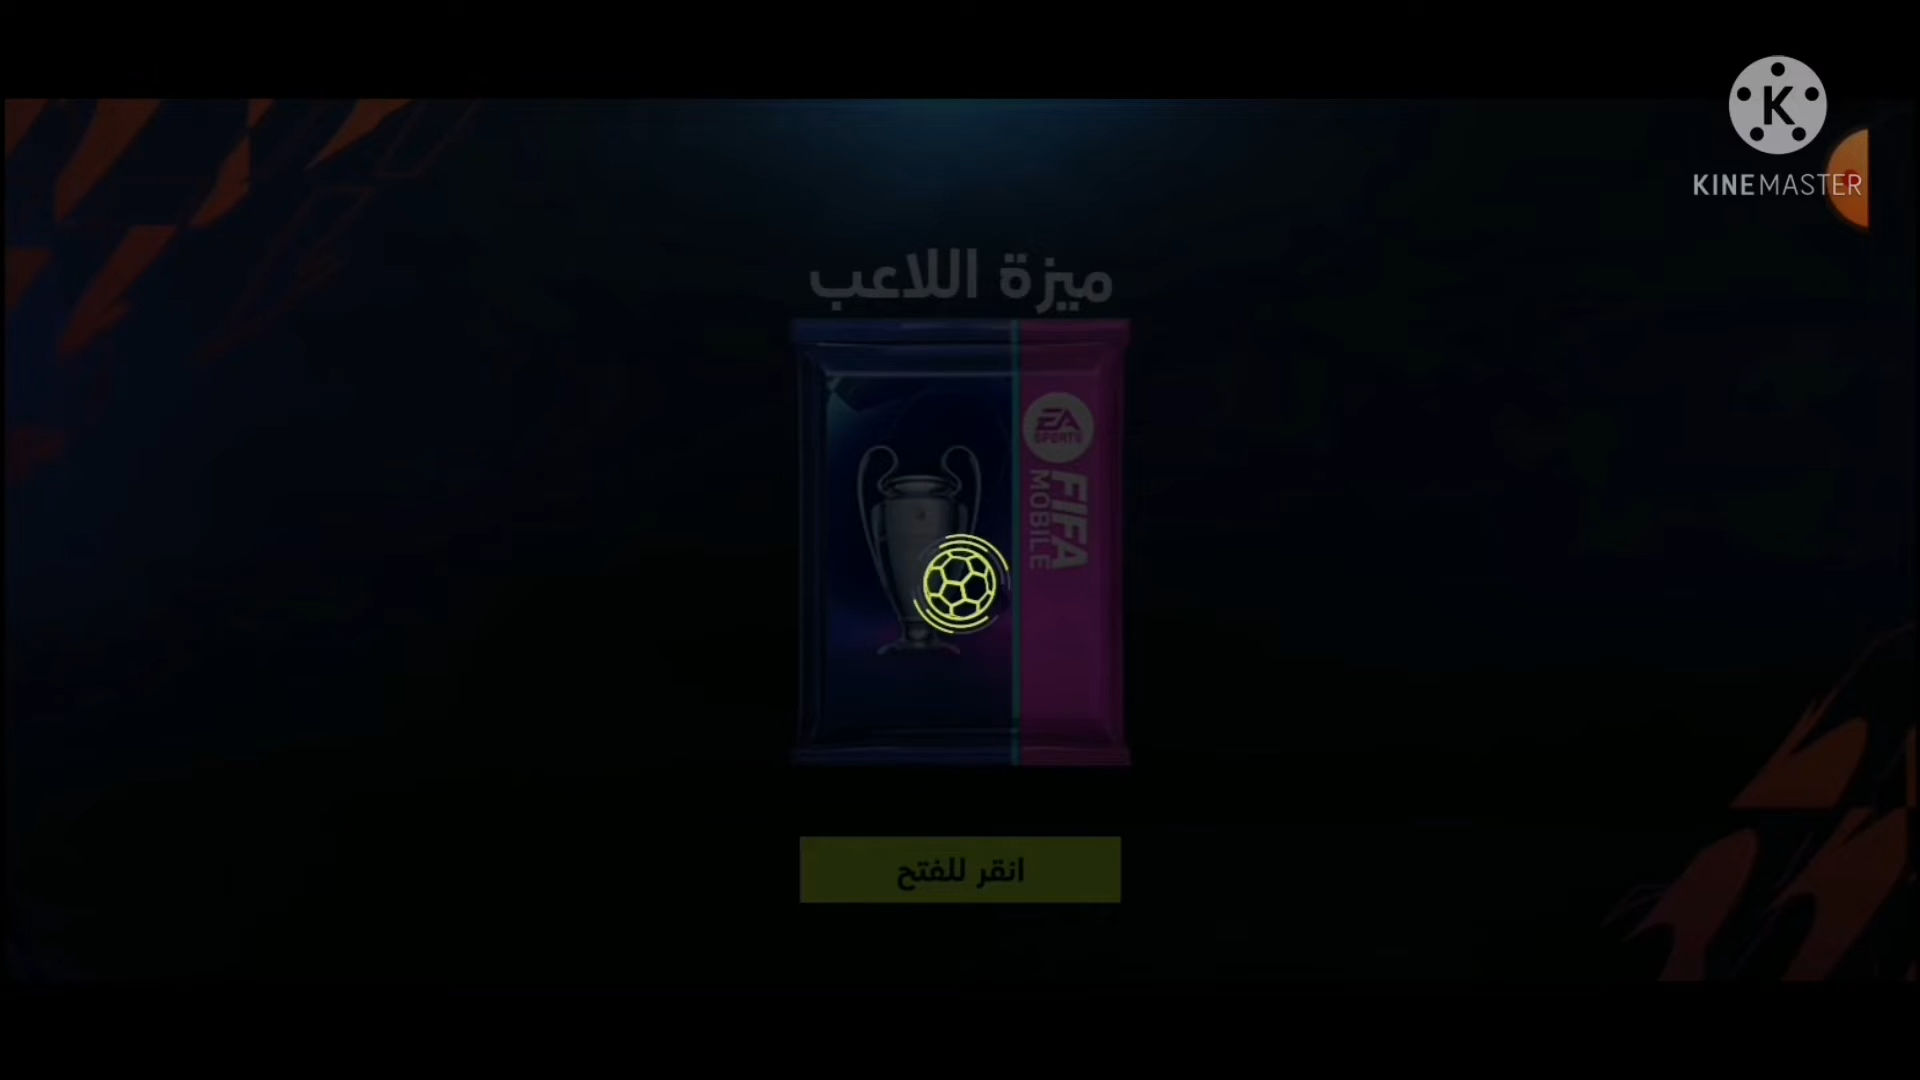 K
KINEMASTER
ميزة اللاعب
EA
SPORTS
FIFA
MOBILE
انقر للفتح